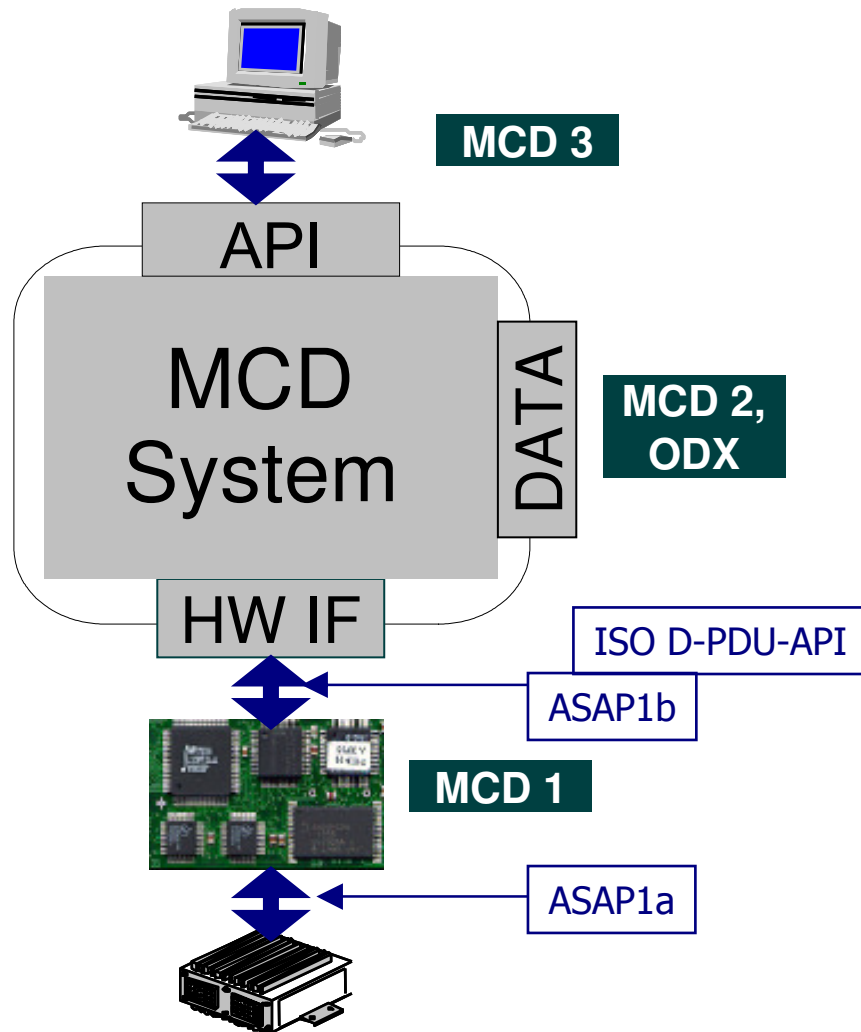 MCD 3
API
MCD
System
DATA
MCD 2,
ODX
HW IF
ISO D-PDU-API
ASAP1b
MCD 1
ASAP1a